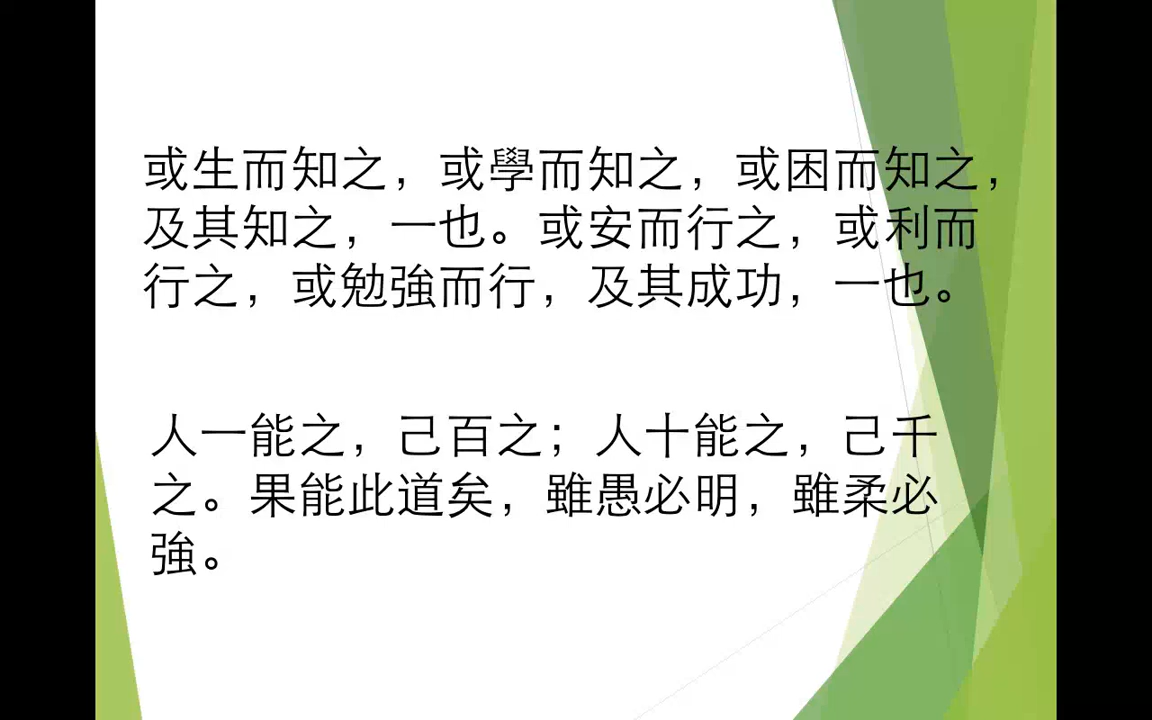 或生而知之，或學而知之，或困而知之，
及其知之，一也。或安而行之，或利而
行之，或勉強而行，及其成功，一也。
人一能之，己百之；人十能之，己千
之。果能此道矣，雖愚必明，雖柔必
強。